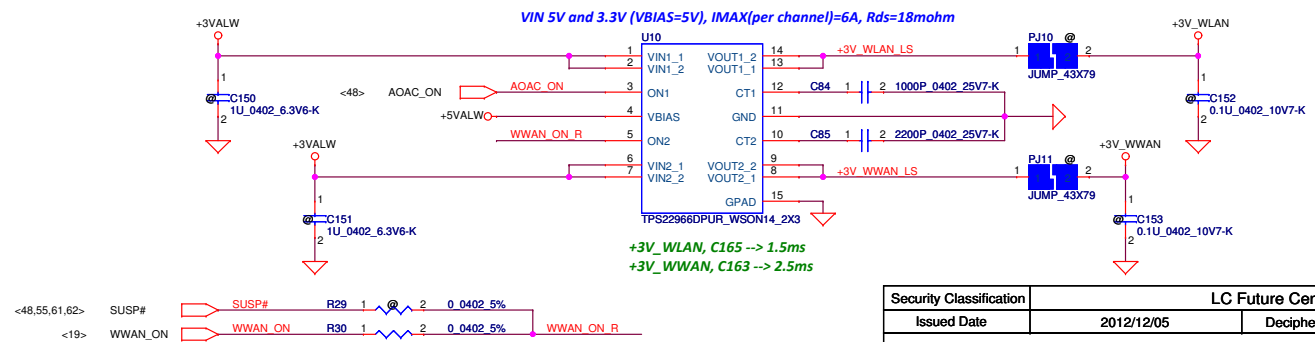 VIN 5V and 3.3V (VBIAS=5V), IMAX(per channel)=6A, Rds=18mohm
+3VALW
U10
+3V_WLAN
1 VIN1_1 VOUT1_2 14 +3V_WLAN_LS
2 VIN1_2 VOUT1_1 13
PJ10 @
1 1 2 2
JUMP_43X79
1
@ C150
1U_0402_6.3V6-K
2
<48> AOAC_ON AOAC_ON 3 ON1 CT1 12 C84 1 2 1000P_0402_25V7-K
1
@ C152
0.1U_0402_10V7-K
2
+5VALW 4 VBIAS GND 11
WWAN_ON_R 5 ON2 CT2 10 C85 1 2 2200P_0402_25V7-K
+3VALW
+3V_WWAN
6 VIN2_1 VOUT2_2 9
7 VIN2_2 VOUT2_1 8 +3V_WWAN_LS
PJ11 @
1 1 2 2
JUMP_43X79
GPAD 15
TPS22966DPUR_WSON14_2X3
1
@ C151
1U_0402_6.3V6-K
2
1
@ C153
0.1U_0402_10V7-K
2
+3V_WLAN, C165 --> 1.5ms
+3V_WWAN, C163 --> 2.5ms
<48,55,61,62> SUSP# SUSP# R29 1 @ 2 0_0402_5%
<19> WWAN_ON WWAN_ON R30 1 2 0_0402_5% WWAN_ON_R
Security Classification LC Future Cen
Issued Date 2012/12/05 Deciphe